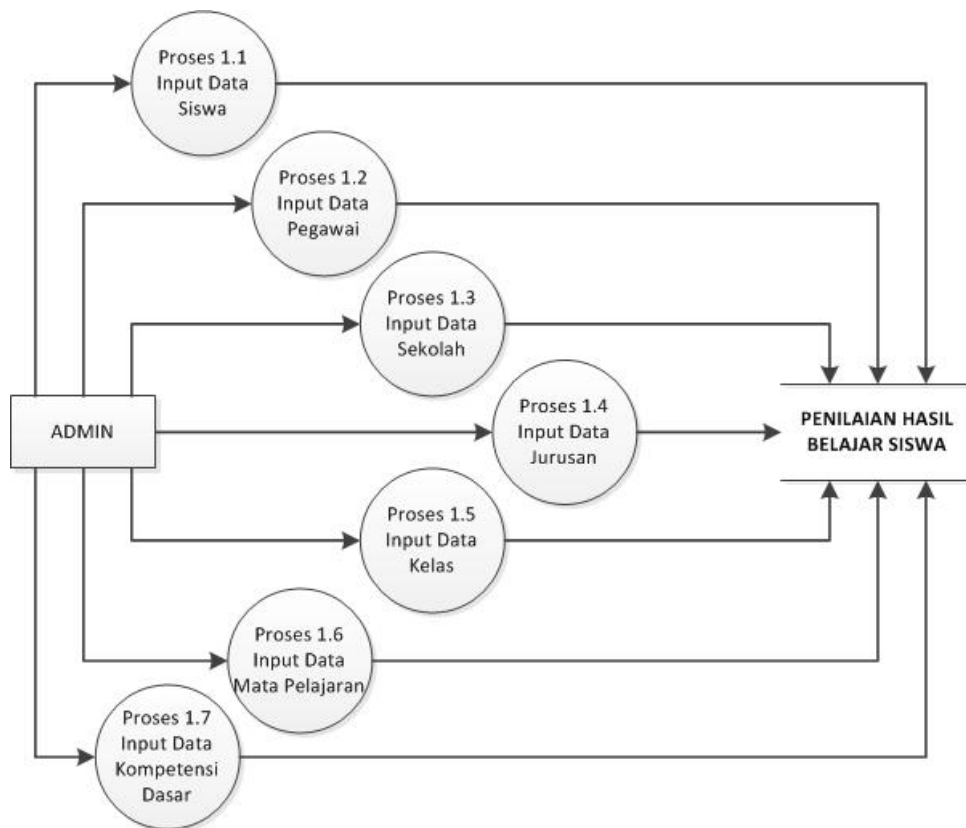 Proses 1.1
Input Data
Siswa
Proses 1.2
Input Data
Pegawai
Proses 1.3
Input Data
Sekolah
Proses 1.4
Input Data
Jurusan
ADMIN
PENILAIAN HASIL
BELAJAR SISWA
Proses 1.5
Input Data
Kelas
Proses 1.6
Input Data
Mata Pelajaran
Proses 1.7
Input Data
Kompetensi
Dasar